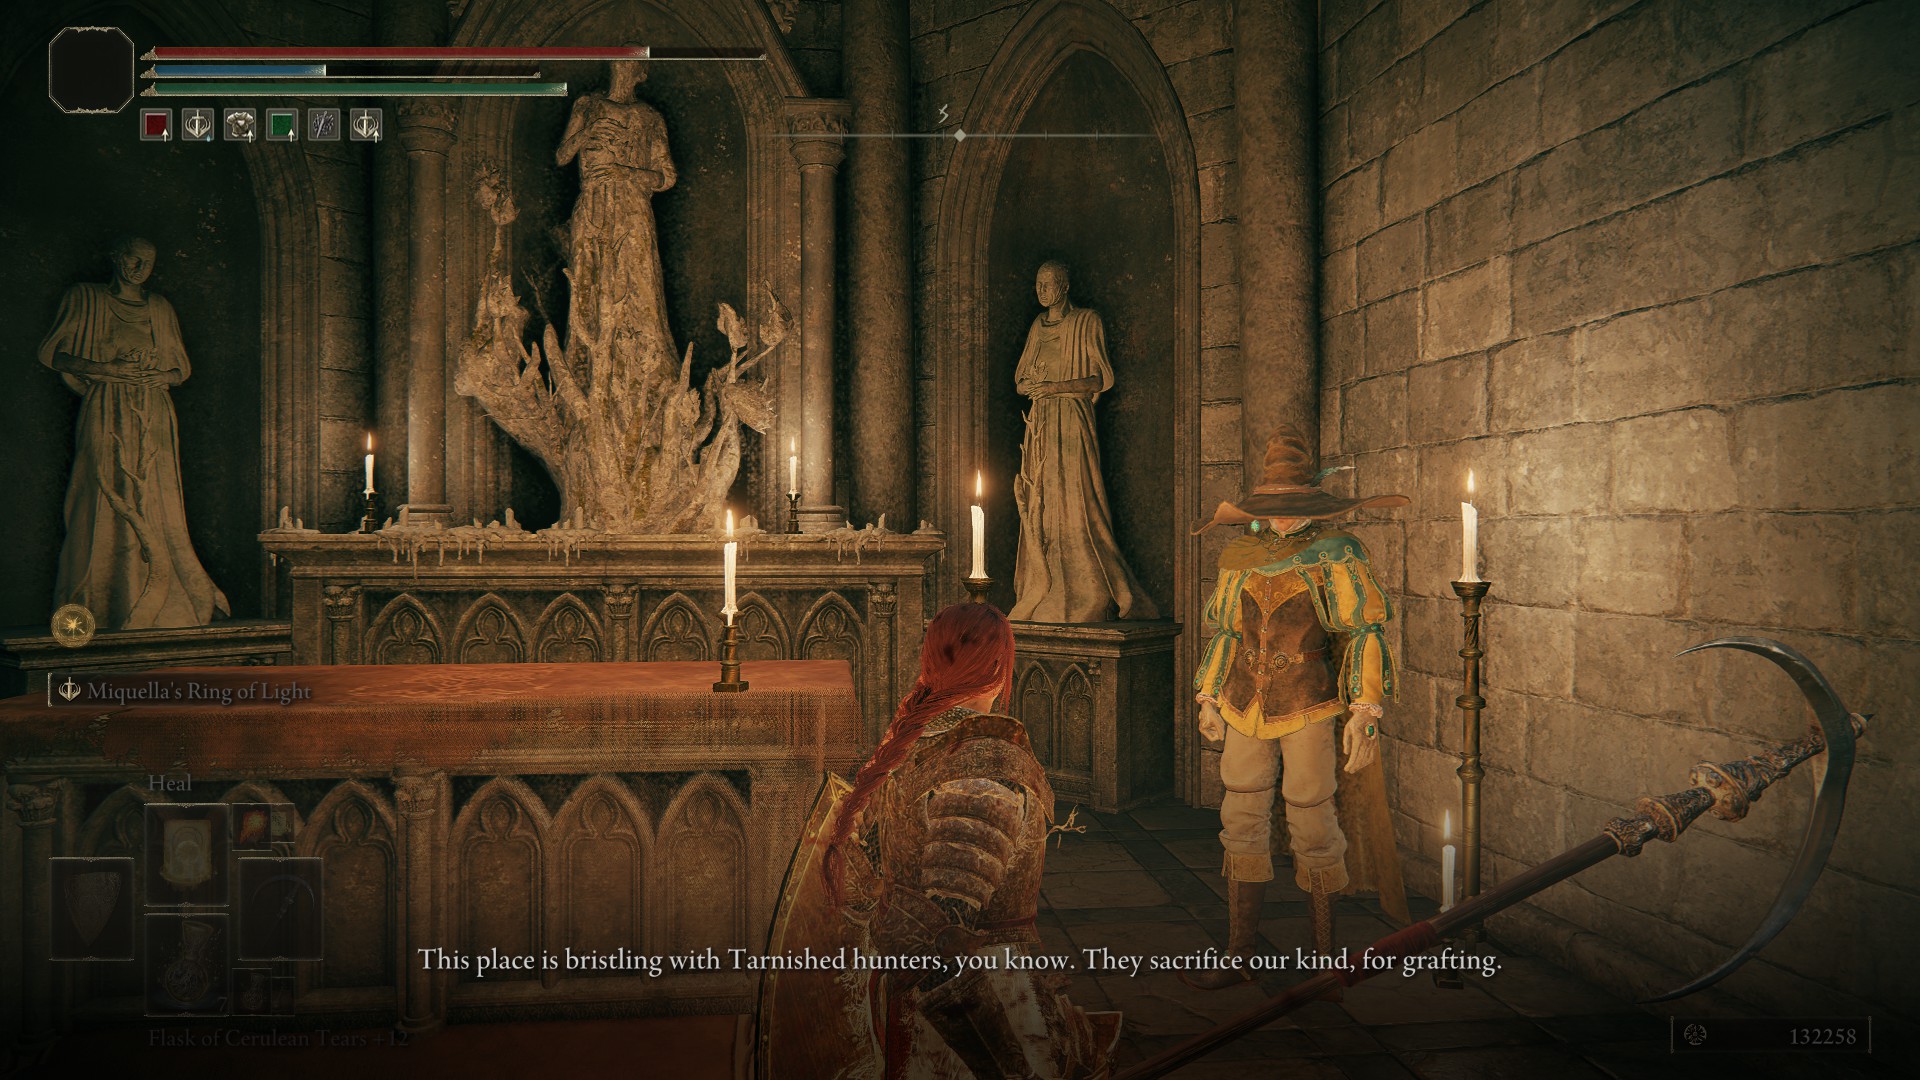 S
Miquella's Ring of Light
Heal
7
This place is bristling with Tarnished hunters, you know. They sacrifice our kind, for grafting.
Flask of Cerulean Tears +12
132258